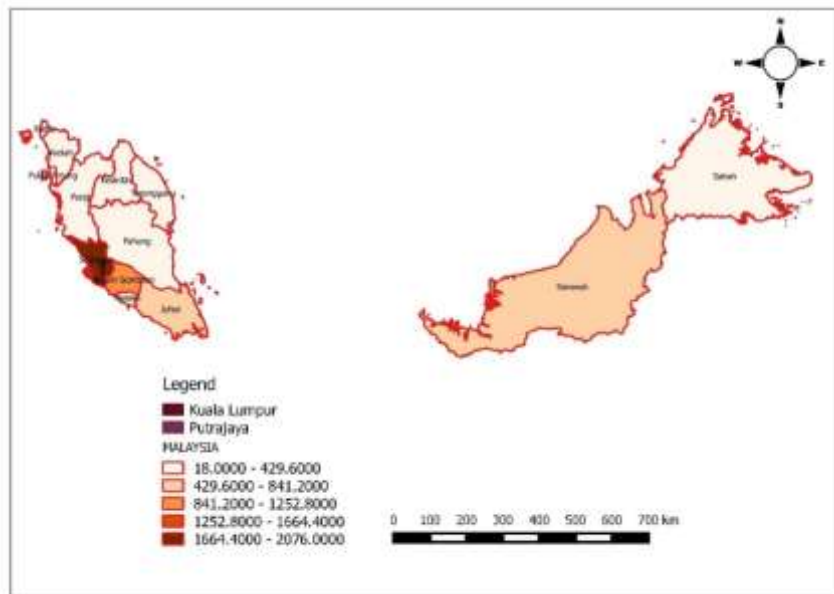 N
W E
S
Kedah
Perak
Pahang
Johor
Sabah
Sarawak
Legend
Kuala Lumpur
Putrajaya
MALAYSIA
18.0000 - 429.6000
429.6000 - 841.2000
841.2000 - 1252.8000
1252.8000 - 1664.4000
1664.4000 - 2076.0000
0 100 200 300 400 500 600 700 km